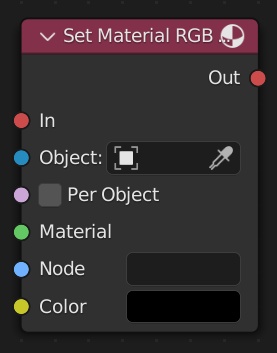 Set Material RGB ..
Out
In
Object:
Per Object
Material
Node
Color